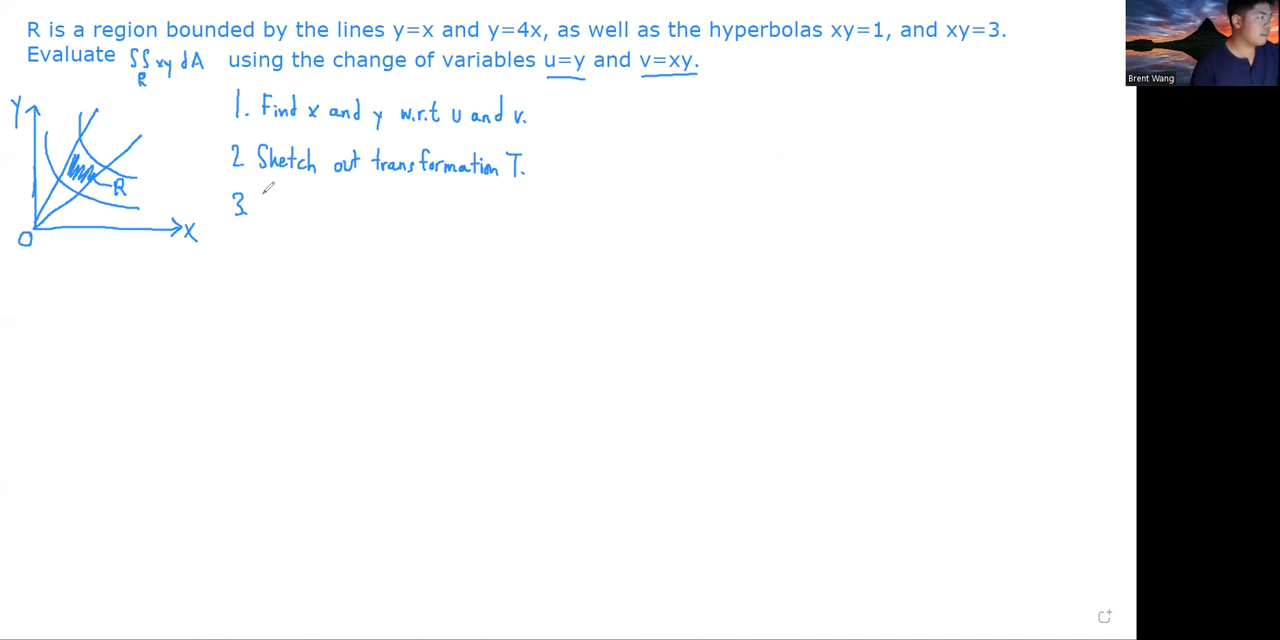 R is a region bounded by the lines y=x and y=4x, as well as the hyperbolas xy=1, and xy=3.
Evaluate ∫∫ xy dA using the change of variables u=y and v=xy.
R
Brent Wang
1. Find x and y w.r.t u and v.
2 Sketch out transformation T.
3.
Y
R
O
X